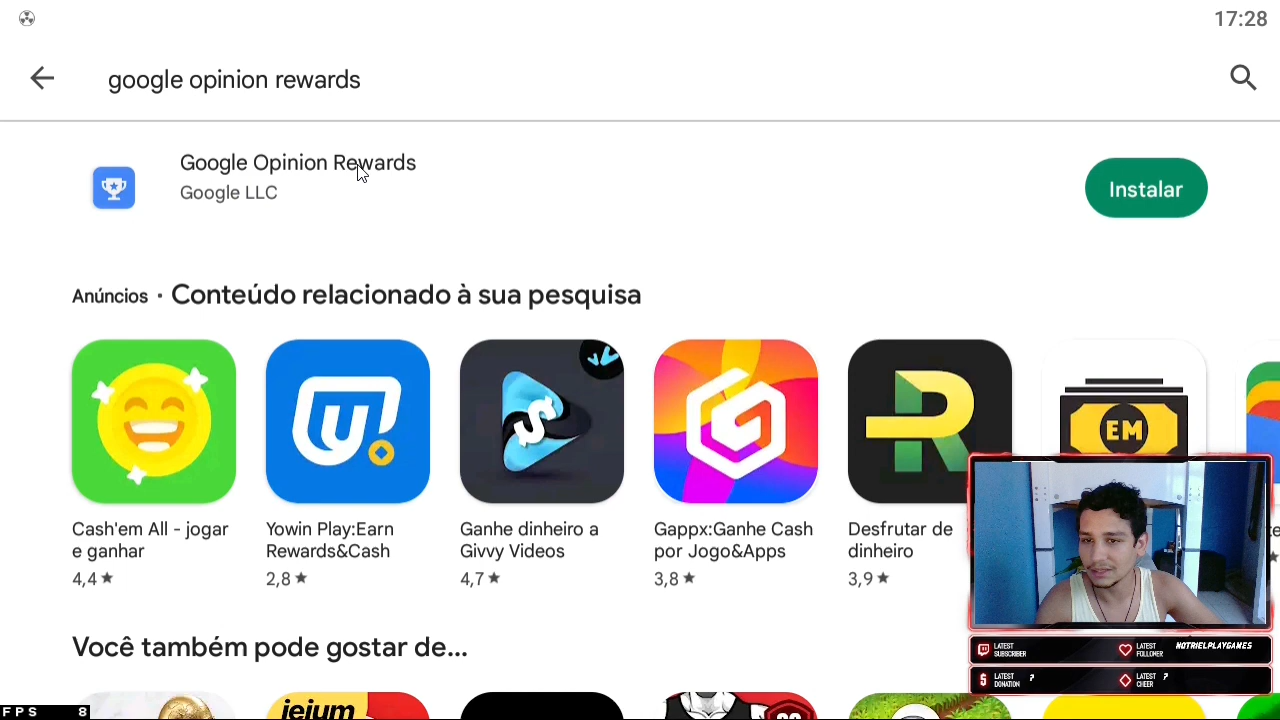 17:28
google opinion rewards
Google Opinion Rewards
Google LLC
Instalar
Anúncios · Conteúdo relacionado à sua pesquisa
U
S
G
R
EM
Cash'em All - jogar
e ganhar
4,4★
Yowin Play:Earn
Rewards&Cash
2,8★
Ganhe dinheiro a
Givvy Videos
4,7★
Gappx:Ganhe Cash
por Jogo&Apps
3,8★
Desfrutar de
dinheiro
3,9★
Você também pode gostar de...
LATEST
SUBSCRIBER
LATEST
FOLLOWER
NOTRIELPLAYGAMES
LATEST
DONATION
?
LATEST
CHEER
?
jejum
FPS 8